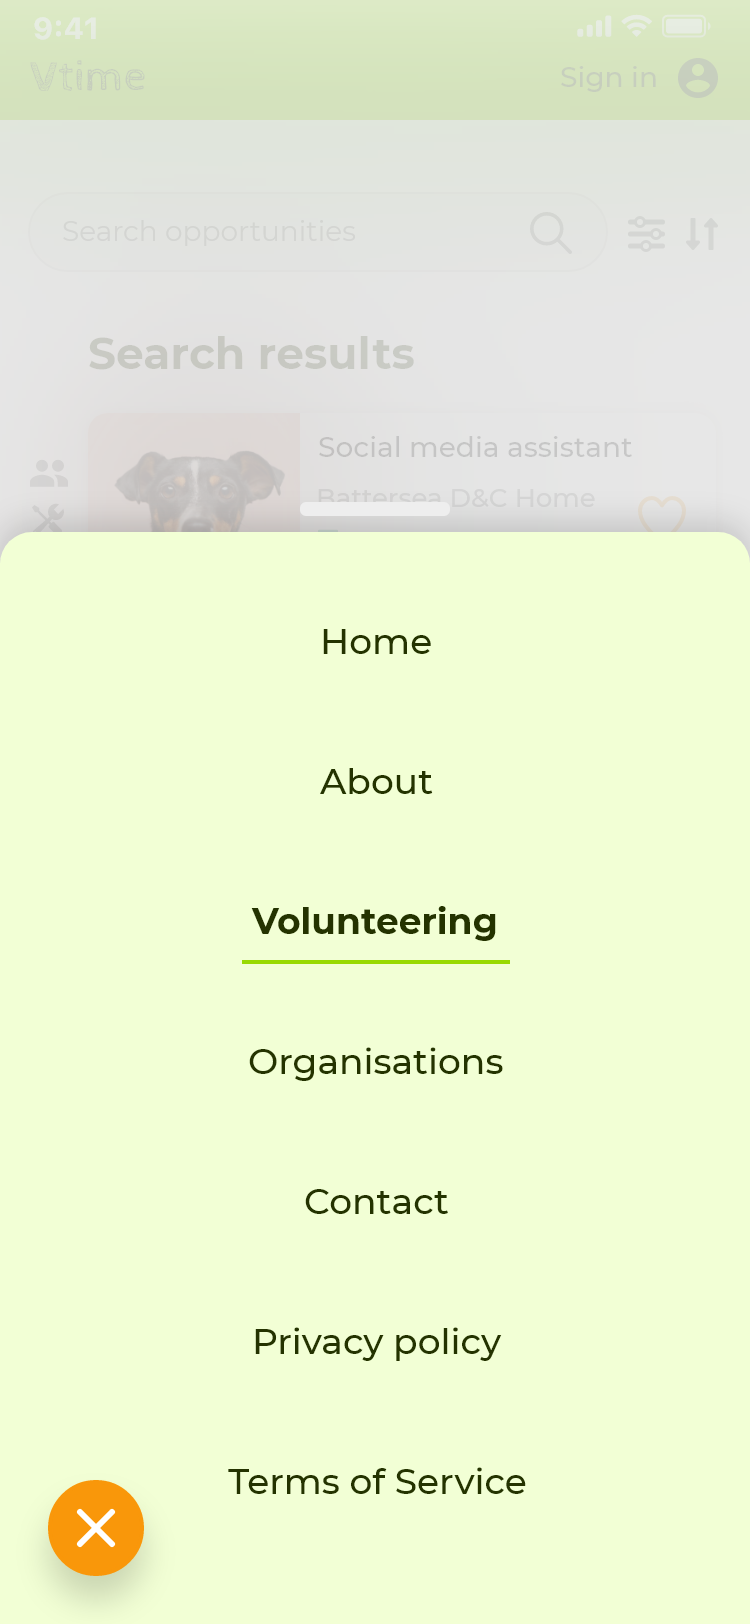 9:41
Vtime
Sign in
Search opportunities
Search results
Social media assistant
Battersea D&C Home
Home
About
Volunteering
Organisations
Contact
Privacy policy
Terms of Service